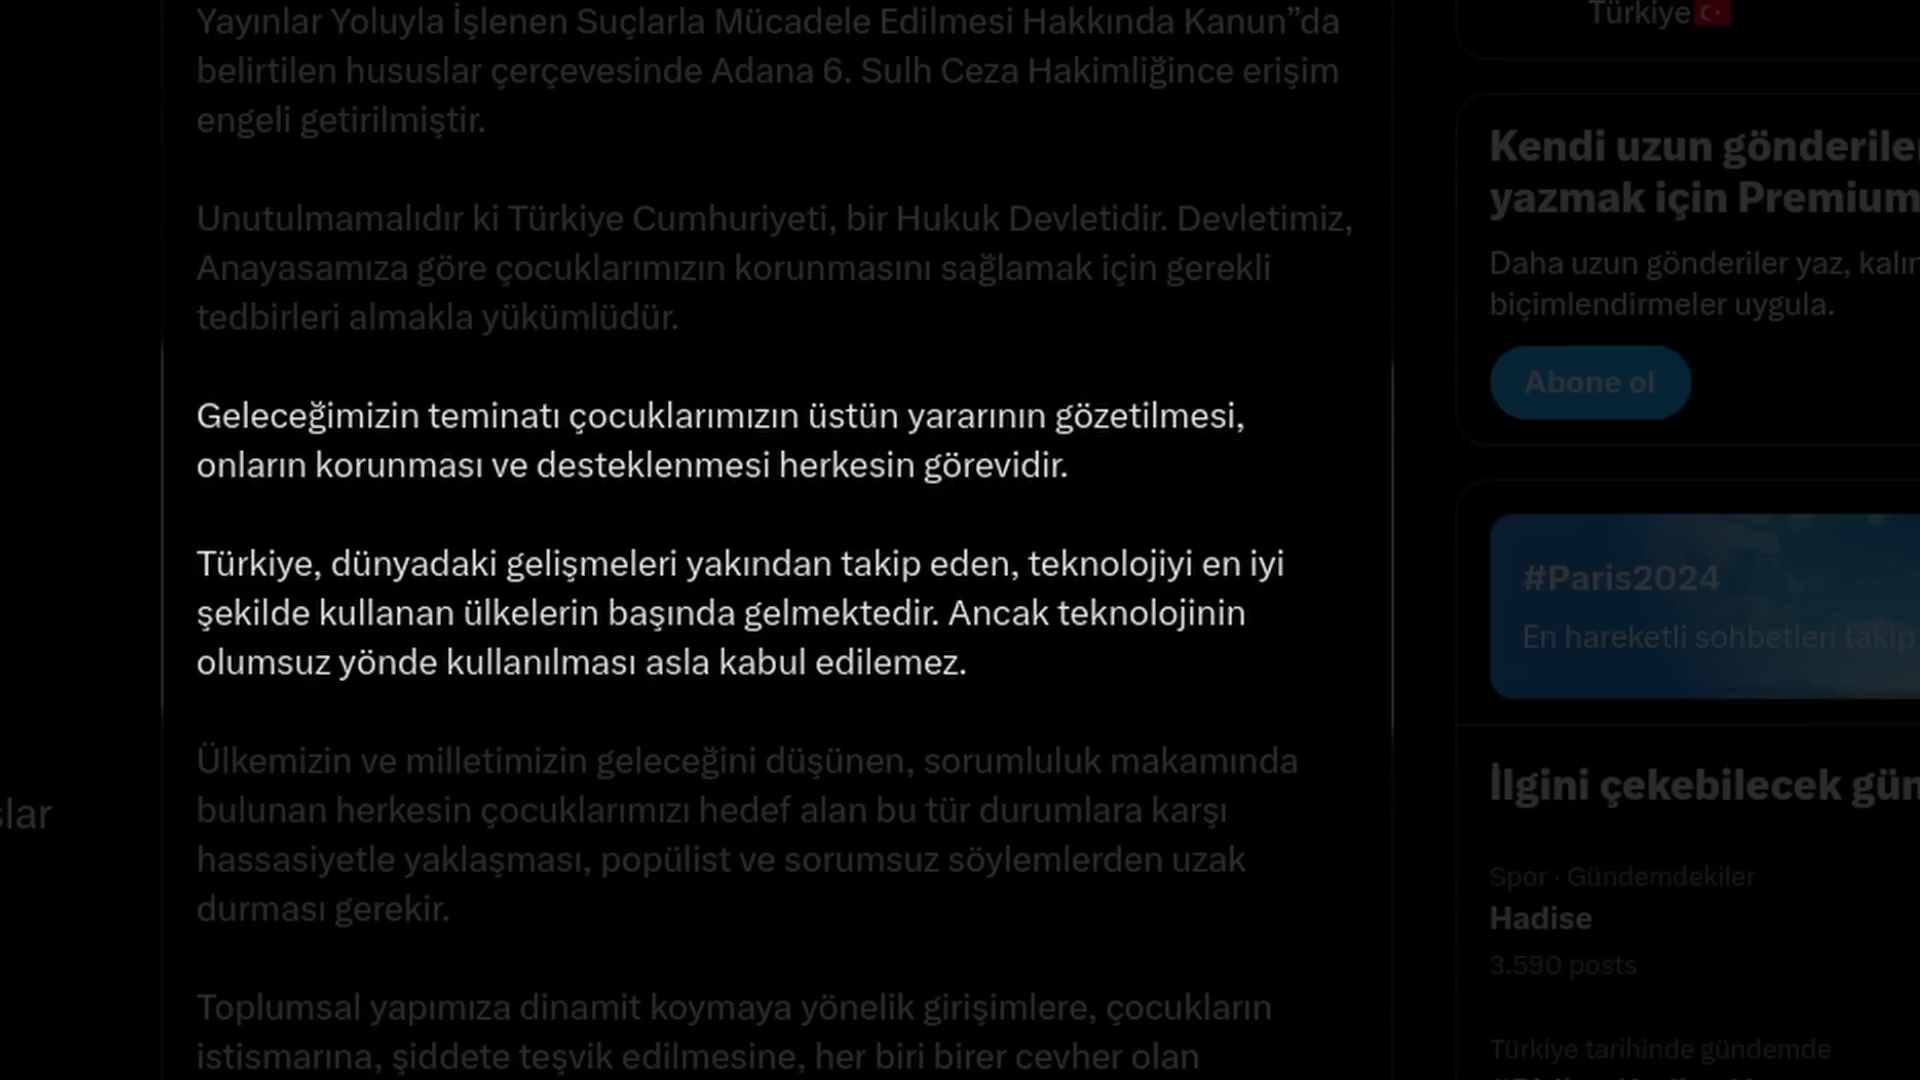 Yayınlar Yoluyla İşlenen Suçlarla Mücadele Edilmesi Hakkında Kanun”da
belirtilen hususlar çerçevesinde Adana 6. Sulh Ceza Hakimliğince erişim
engeli getirilmiştir.
Unutulmamalıdır ki Türkiye Cumhuriyeti, bir Hukuk Devletidir. Devletimiz,
Anayasamıza göre çocuklarımızın korunmasını sağlamak için gerekli
tedbirleri almakla yükümlüdür.
Geleceğimizin teminatı çocuklarımızın üstün yararının gözetilmesi,
onların korunması ve desteklenmesi herkesin görevidir.
Türkiye, dünyadaki gelişmeleri yakından takip eden, teknolojiyi en iyi
şekilde kullanan ülkelerin başında gelmektedir. Ancak teknolojinin
olumsuz yönde kullanılması asla kabul edilemez.
Ülkemizin ve milletimizin geleceğini düşünen, sorumluluk makamında
bulunan herkesin çocuklarımızı hedef alan bu tür durumlara karşı
hassasiyetle yaklaşması, popülist ve sorumsuz söylemlerden uzak
durması gerekir.
Toplumsal yapımıza dinamit koymaya yönelik girişimlere, çocukların
istismarına, şiddete teşvik edilmesine, her biri birer cevher olan
şlar
Türkiye
Kendi uzun gönderiler
yazmak için Premium
Daha uzun gönderiler yaz, kalın
biçimlendirmeler uygula.
Abone ol
#Paris2024
En hareketli sohbetleri takip
İlgini çekebilecek gün
Spor · Gündemdekiler
Hadise
3.590 posts
Türkiye tarihinde gündemde